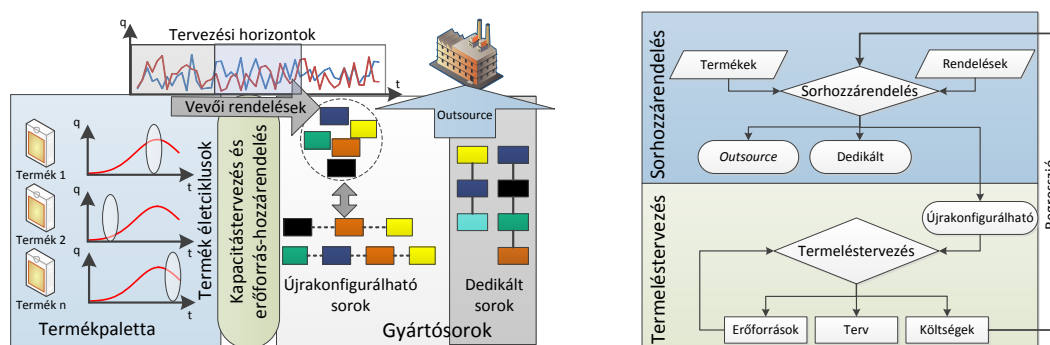 q
Tervezési horizontok
t
Vevői rendelések
Outsource
q
Termék 1
t
q
Termék 2
t
q
Termék n
t
Termék életciklusok
Kapacitástervezés és
erőforrás-hozzárendelés
Újrakonfigurálható
sorok
Dedikált
sorok
Termékpaletta
Gyártósorok
Sorhozzárendelés
Termékek
Rendelések
Sorhozzárendelés
Outsource
Dedikált
Újrakonfigurálható
Termeléstervezés
Termeléstervezés
Erőforrások
Terv
Költségek